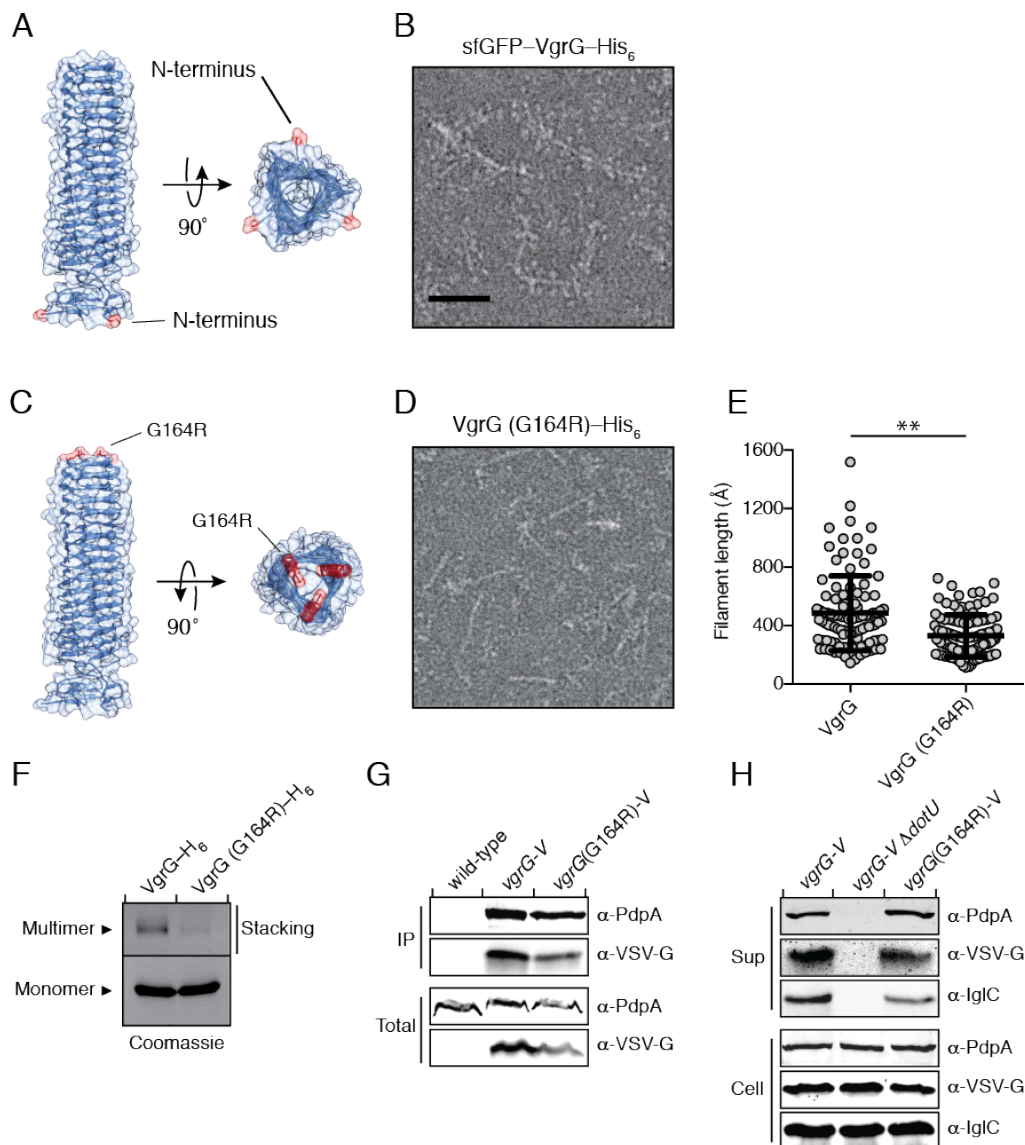 A
N-terminus
90°
N-terminus
B
sfGFP–VgrG–His₆
C
G164R
G164R
90°
D
VgrG (G164R)–His₆
E
**
Filament length (Å)
1600
1200
800
400
0
VgrG
VgrG (G164R)
F
VgrG–H₆
VgrG (G164R)–H₆
Multimer
Stacking
Monomer
Coomassie
G
wild-type
vgrG-V
vgrG(G164R)-V
IP
α-PdpA
α-VSV-G
Total
α-PdpA
α-VSV-G
H
vgrG-V
vgrG-V ΔdotU
vgrG(G164R)-V
Sup
α-PdpA
α-VSV-G
α-IglC
Cell
α-PdpA
α-VSV-G
α-IglC